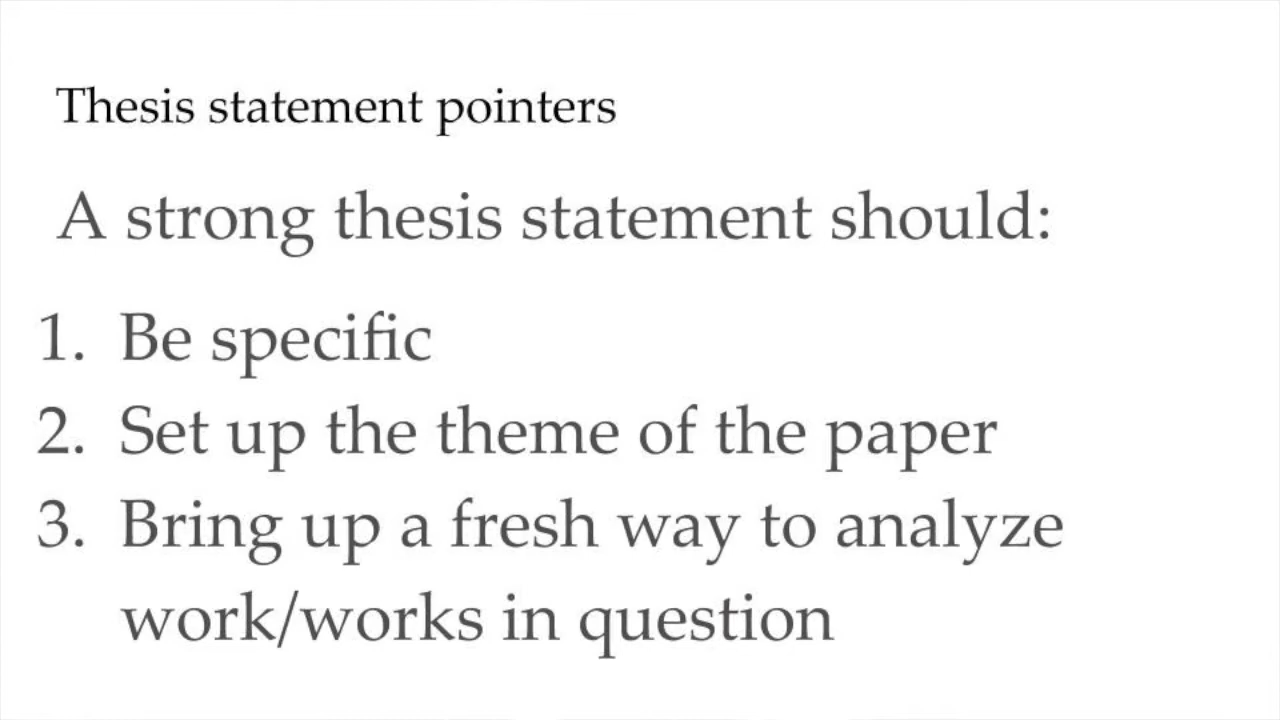 Thesis statement pointers
A strong thesis statement should:
1. Be specific
2. Set up the theme of the paper
3. Bring up a fresh way to analyze
work/works in question